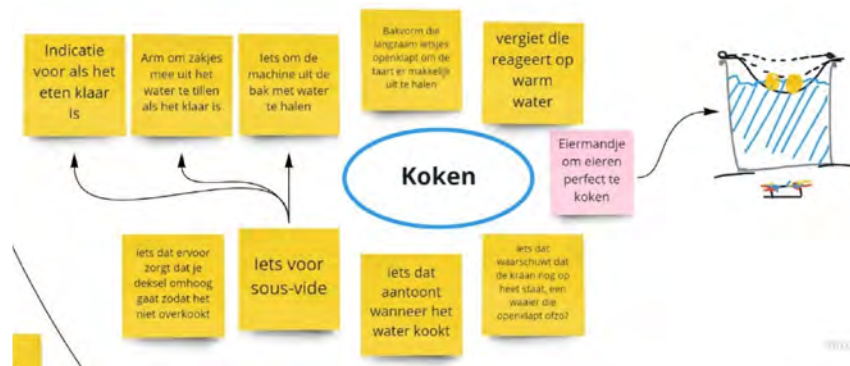 Indicatie
voor als het
eten klaar
is
Arm om zakjes
mee uit het
water te tillen
als het klaar is
Iets om de
machine uit de
bak met water
te halen
Bakvorm die
langzaam ietsjes
openklapt om de
taart er makkelijk
uit te halen
vergiet die
reageert op
warm
water
Koken
Eiermandje
om eieren
perfect te
koken
Iets dat ervoor
zorgt dat je
deksel omhoog
gaat zodat het
niet overkookt
Iets voor
sous-vide
iets dat
aantoont
wanneer het
water kookt
Iets dat
waarschuwt dat
de kraan nog op
heet staat, een
waaier die
openklapt ofzo?